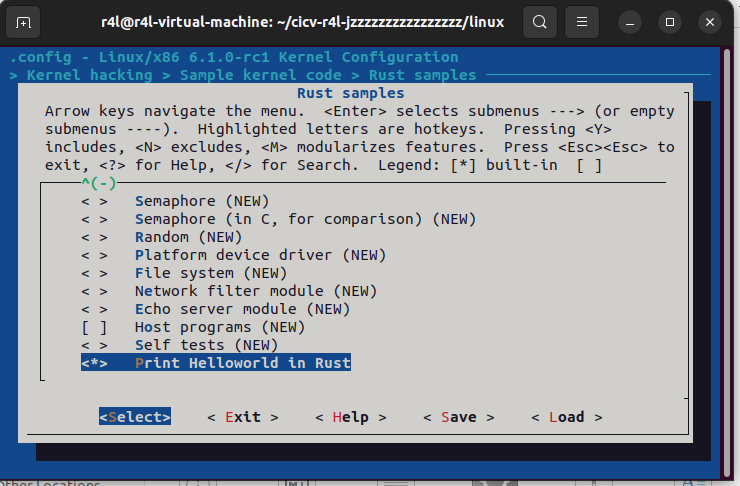 r4l@r4l-virtual-machine: ~/cicv-r4l-jzzzzzzzzzzzzzzzz/linux
.config - Linux/x86 6.1.0-rc1 Kernel Configuration
> Kernel hacking > Sample kernel code > Rust samples
Rust samples
Arrow keys navigate the menu.  <Enter> selects submenus ---> (or empty
submenus ----).  Highlighted letters are hotkeys.  Pressing <Y>
includes, <N> excludes, <M> modularizes features.  Press <Esc><Esc> to
exit, <?> for Help, </> for Search.  Legend: [*] built-in  [ ]
^(-)
< >   Semaphore (NEW)
< >   Semaphore (in C, for comparison) (NEW)
< >   Random (NEW)
< >   Platform device driver (NEW)
< >   File system (NEW)
< >   Network filter module (NEW)
< >   Echo server module (NEW)
[ ]   Host programs (NEW)
< >   Self tests (NEW)
<*>   Print Helloworld in Rust
<Select>    < Exit >    < Help >    < Save >    < Load >